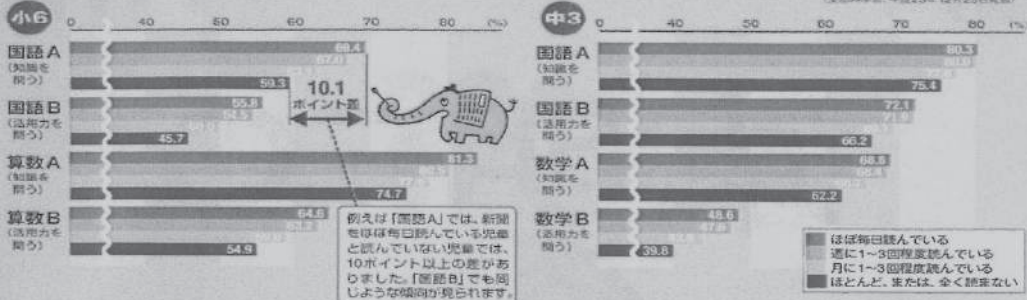 小6
0 40 50 60 70 80 (%)
国語A
(知識を
問う)
69.4
67.0
59.3
国語B
(活用力を
問う)
55.8
45.7
算数A
(知識を
問う)
81.3
74.7
算数B
(活用力を
問う)
64.6
54.9
10.1
ポイント差
例えば「国語A」では、新聞
をほぼ毎日読んでいる児童
と読んでいない児童では、
10ポイント以上の差があ
りました。「国語B」でも同
じような傾向が見られます。
中3
0 40 50 60 70 80 (%)
国語A
(知識を
問う)
80.3
75.4
国語B
(活用力を
問う)
72.1
71.9
66.2
数学A
(知識を
問う)
68.4
62.2
数学B
(活用力を
問う)
48.6
39.8
ほぼ毎日読んでいる
週に1~3回程度読んでいる
月に1~3回程度読んでいる
ほとんど、または、全く読まない